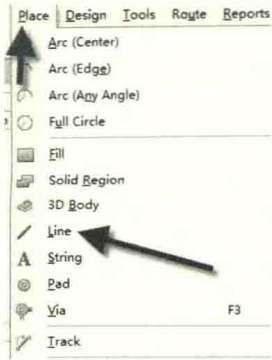 Place Design Tools Route Reports
Arc (Center)
Arc (Edge)
Arc (Any Angle)
Full Circle
Fill
Solid Region
3D Body
Line
String
Pad
Via F3
Track